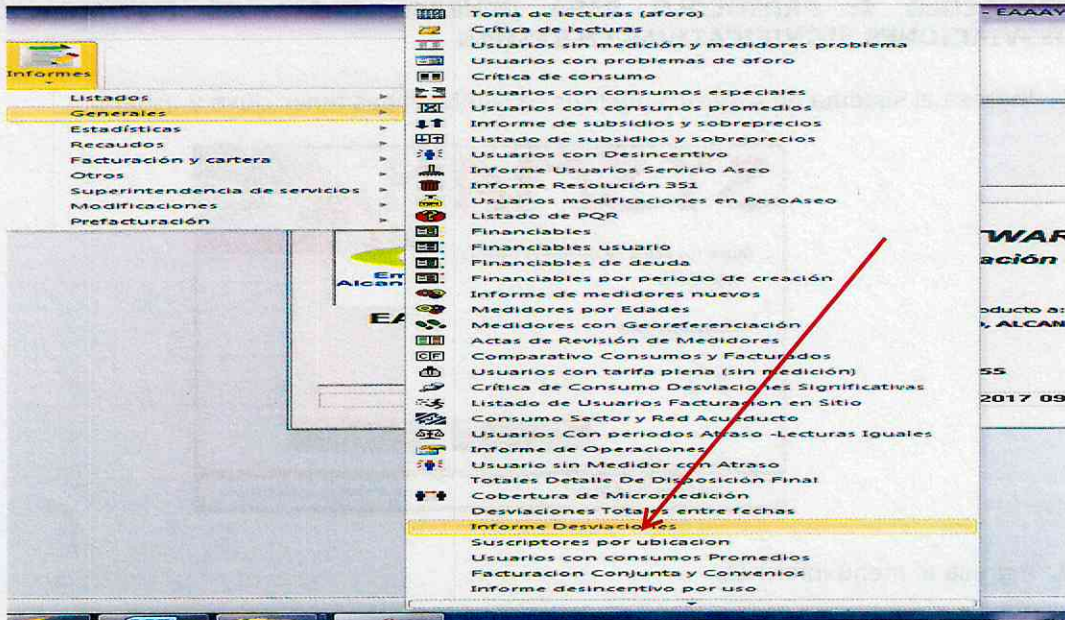 Informes
Listados
Generales
Estadísticas
Recaudos
Facturación y cartera
Otros
Superintendencia de servicios
Modificaciones
Prefacturación
Toma de lecturas (aforo)
Crítica de lecturas
Usuarios sin medición y medidores problema
Usuarios con problemas de aforo
Crítica de consumo
Usuarios con consumos especiales
Usuarios multipredios
Informe de subsidios y sobreprecios
Listado de subsidios y sobreprecios
Usuarios con Desincentivo
Informe Usuarios Servicio Aseo
Informe Resolución 351
Usuarios modificaciones en PesoAseo
Listado de PQR
Financiables
Financiables usuario
Financiables de deuda
Financiables por periodo de creación
Informe de medidores nuevos
Medidores por Edades
Medidores con Georeferenciación
Actas de Revisión de Medidores
Comparativo Consumos y Facturados
Usuarios con tarifa plena (sin medición)
Crítica de Consumo Desviaciones Significativas
Listado de Usuarios Facturacion en Sitio
Consumo Sector y Red Acueducto
Usuarios Con periodos Atraso -Lecturas Iguales
Informe de Operaciones
Usuario sin Medidor con Atraso
Totales Detalle De Disposición Final
Cobertura de Micromedición
Desviaciones Totales entre fechas
Informe Desviaciones
Suscriptores por ubicacion
Usuarios con consumos Promedios
Facturacion Conjunta y Convenios
Informe desincentivo por uso
- EAAAY
WAR
ación
oducto a:
, ALCAN
55
2017 09
Em
Alcan
EA